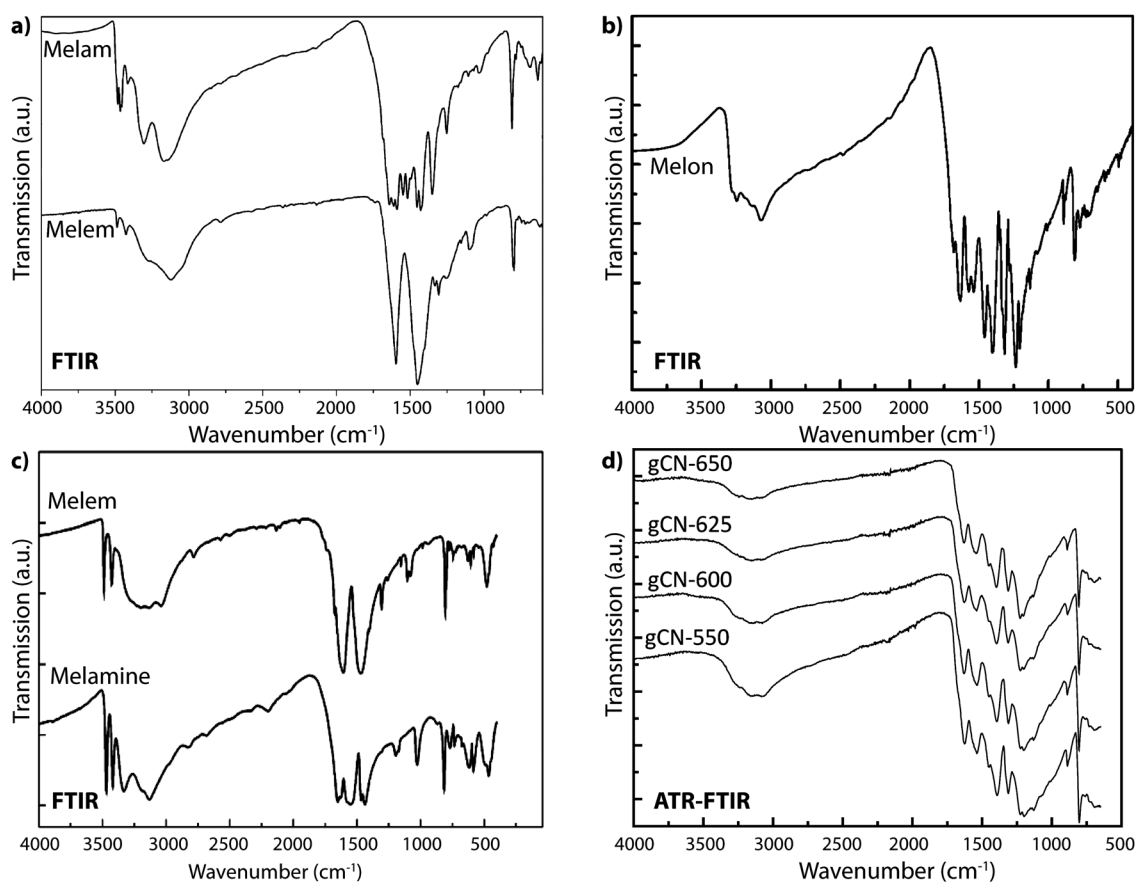 a)
Melam
Melem
FTIR
Transmission (a.u.)
4000 3500 3000 2500 2000 1500 1000
Wavenumber (cm-1)
b)
Melon
FTIR
Transmission (a.u.)
4000 3500 3000 2500 2000 1500 1000 500
Wavenumber (cm-1)
c)
Melem
Melamine
FTIR
Transmission (a.u.)
4000 3500 3000 2500 2000 1500 1000 500
Wavenumber (cm-1)
d)
gCN-650
gCN-625
gCN-600
gCN-550
ATR-FTIR
Transmission (a.u.)
4000 3500 3000 2500 2000 1500 1000 500
Wavenumber (cm-1)